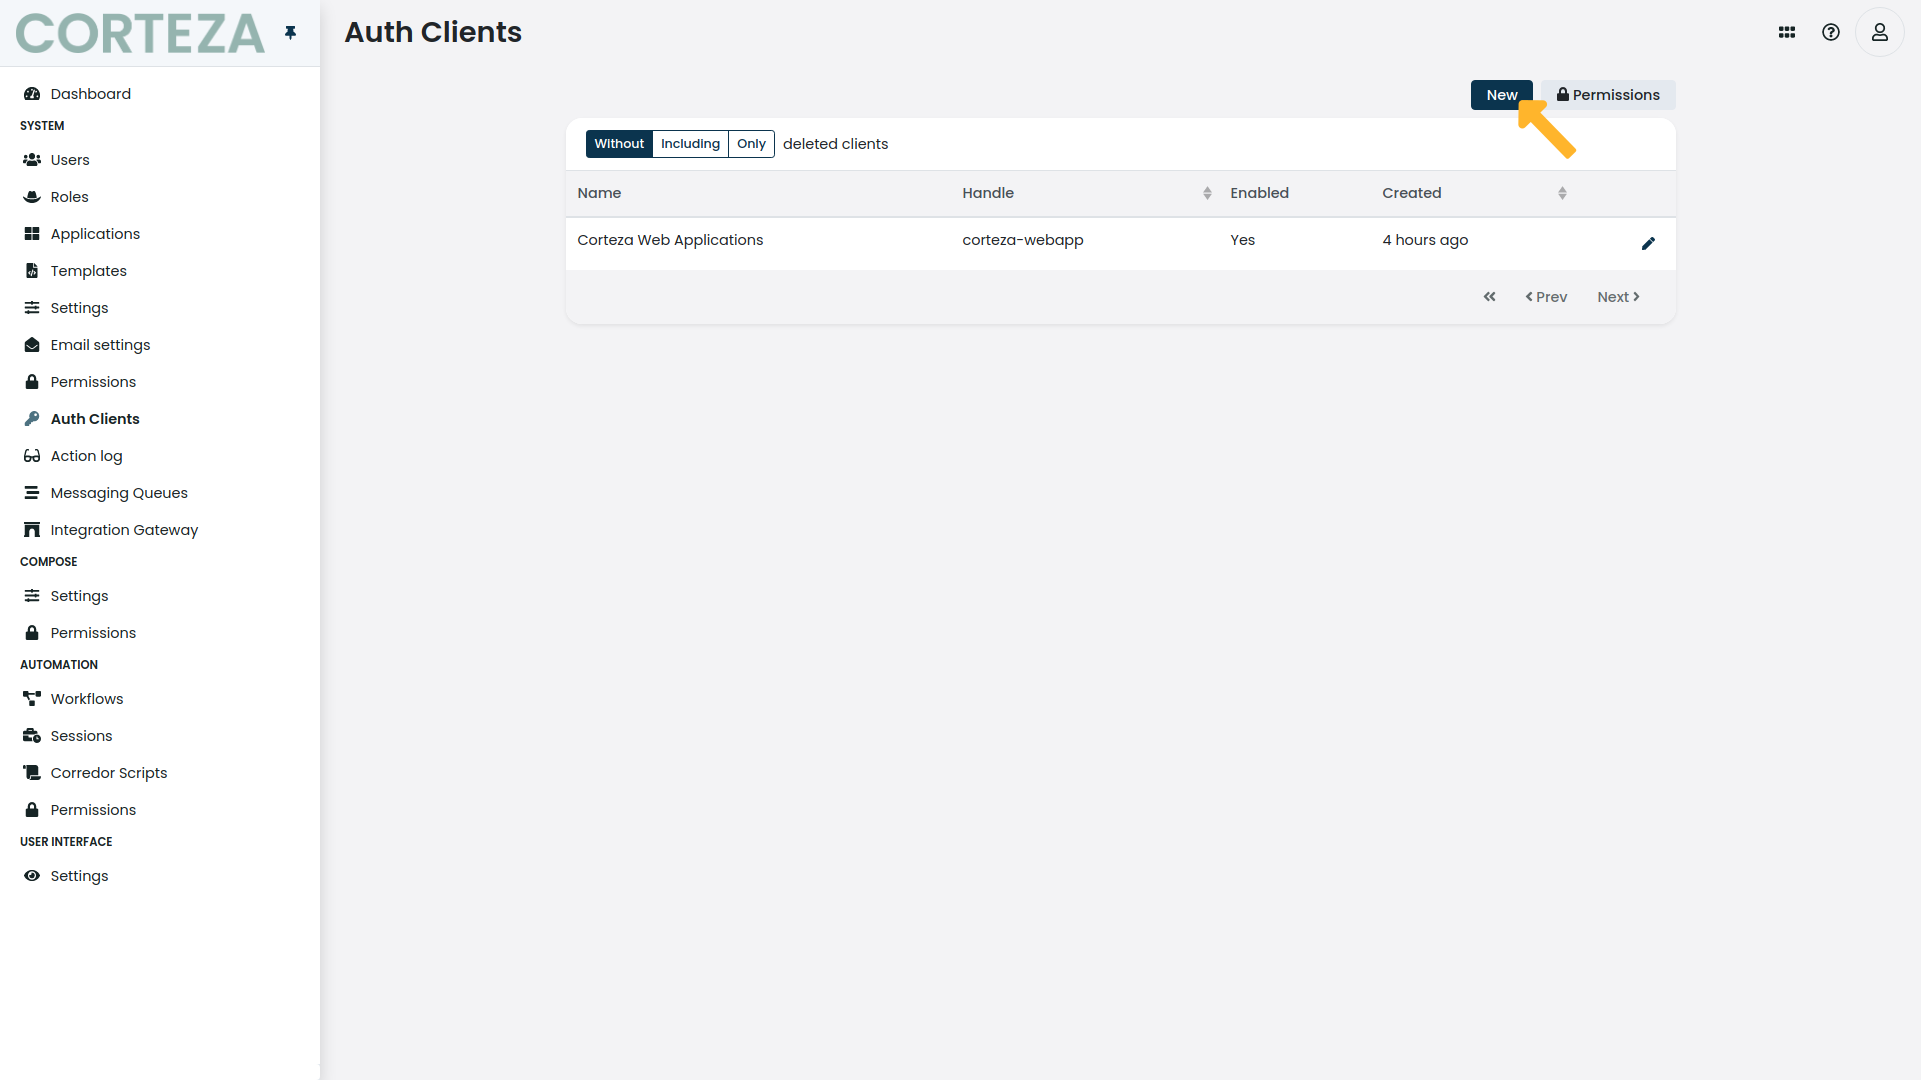 CORTEZA
Auth Clients
Dashboard
SYSTEM
Users
Roles
Applications
Templates
Settings
Email settings
Permissions
Auth Clients
Action log
Messaging Queues
Integration Gateway
COMPOSE
Settings
Permissions
AUTOMATION
Workflows
Sessions
Corredor Scripts
Permissions
USER INTERFACE
Settings
New Permissions
Without Including Only deleted clients
Name Handle Enabled Created
Corteza Web Applications corteza-webapp Yes 4 hours ago
Prev Next